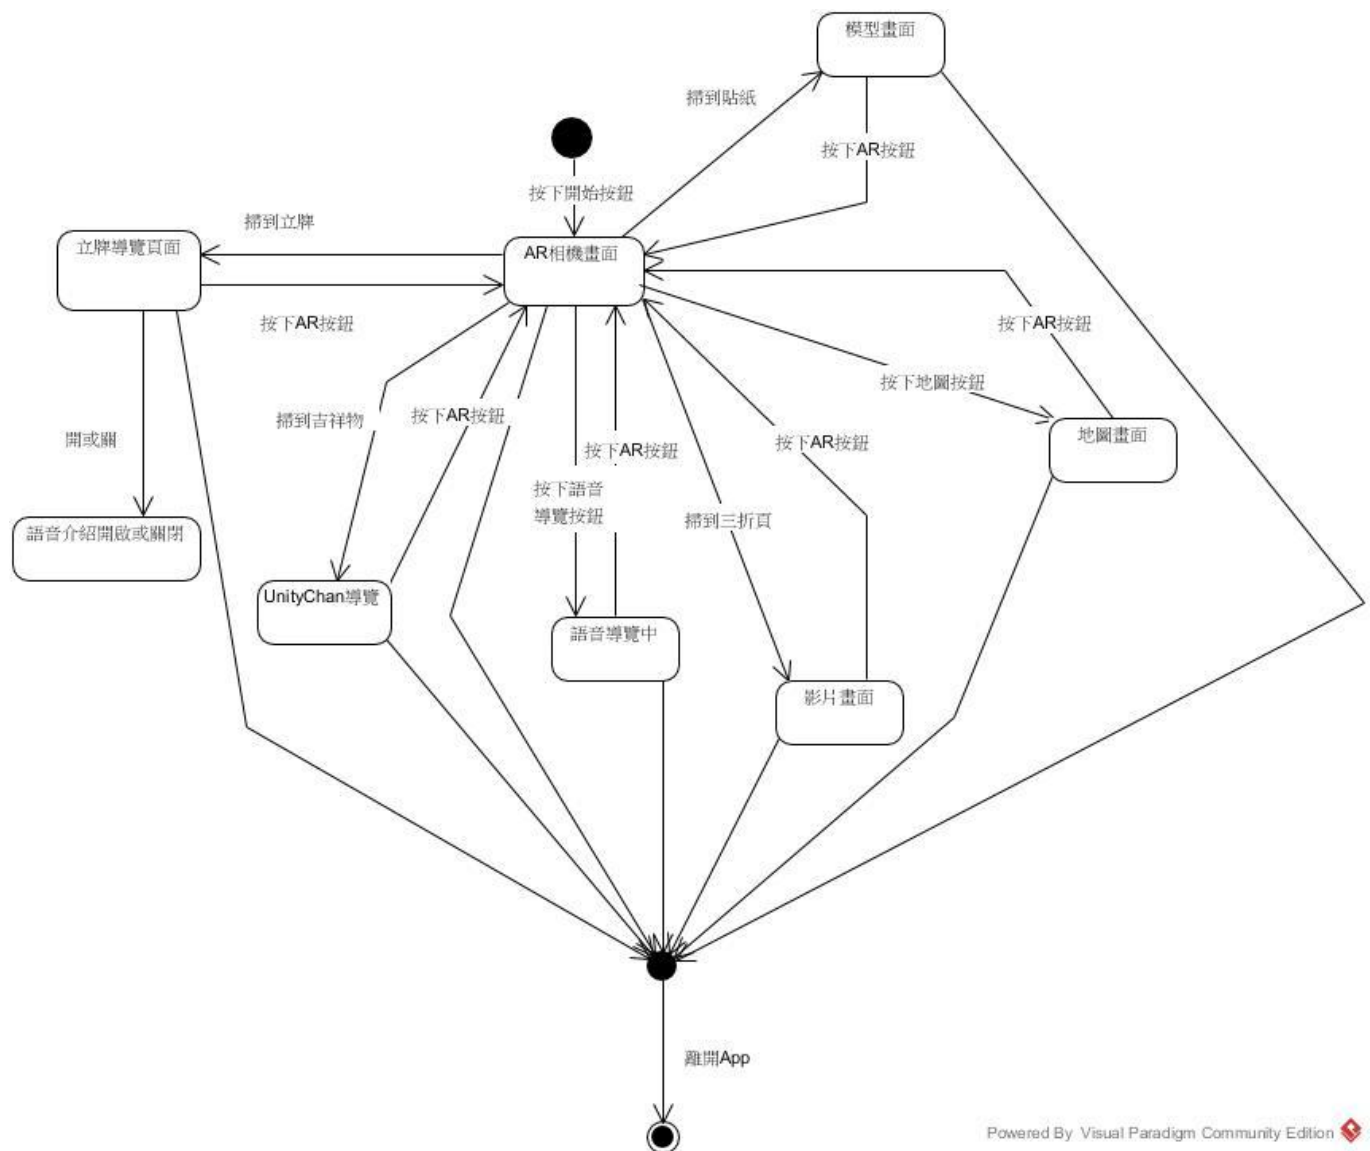 模型畫面
掃到貼紙
按下AR按鈕
按下開始按鈕
掃到立牌
立牌導覽頁面
AR相機畫面
按下AR按鈕
按下AR按鈕
按下地圖按鈕
掃到吉祥物
按下AR按鈕
開或關
按下AR按鈕
按下AR按鈕
地圖畫面
按下語音
導覽按鈕
掃到三折頁
語音介紹開啟或關閉
UnityChan導覽
語音導覽中
影片畫面
離開App
Powered By Visual Paradigm Community Edition